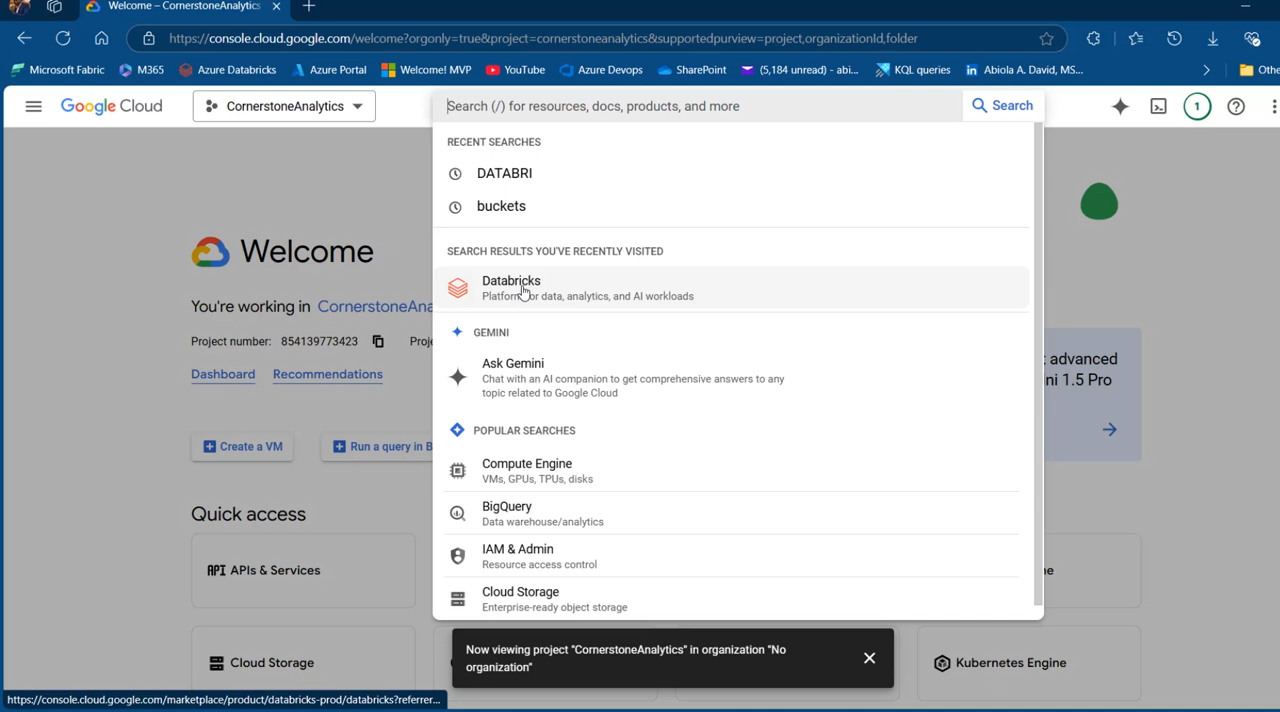 Welcome – CornerstoneAnalytics
https://console.cloud.google.com/welcome?orgonly=true&project=cornerstoneanalytics&supportedpurview=project,organizationId,folder
Microsoft Fabric
M365
Azure Databricks
Azure Portal
Welcome! MVP
YouTube
Azure Devops
SharePoint
(5,184 unread) - abi...
KQL queries
Abiola A. David, MS...
Other
Google Cloud
CornerstoneAnalytics
Search (/) for resources, docs, products, and more
Search
1
RECENT SEARCHES
DATABRI
buckets
SEARCH RESULTS YOU'VE RECENTLY VISITED
Databricks
Platform for data, analytics, and AI workloads
GEMINI
Ask Gemini
Chat with an AI companion to get comprehensive answers to any
topic related to Google Cloud
POPULAR SEARCHES
Compute Engine
VMs, GPUs, TPUs, disks
BigQuery
Data warehouse/analytics
IAM & Admin
Resource access control
Cloud Storage
Enterprise-ready object storage
Welcome
You're working in CornerstoneAna
Project number: 854139773423
Proje
Dashboard
Recommendations
t advanced
ni 1.5 Pro
Create a VM
Run a query in B
Quick access
API APIs & Services
ne
Cloud Storage
Kubernetes Engine
Now viewing project "CornerstoneAnalytics" in organization "No
organization"
https://console.cloud.google.com/marketplace/product/databricks-prod/databricks?referrer...